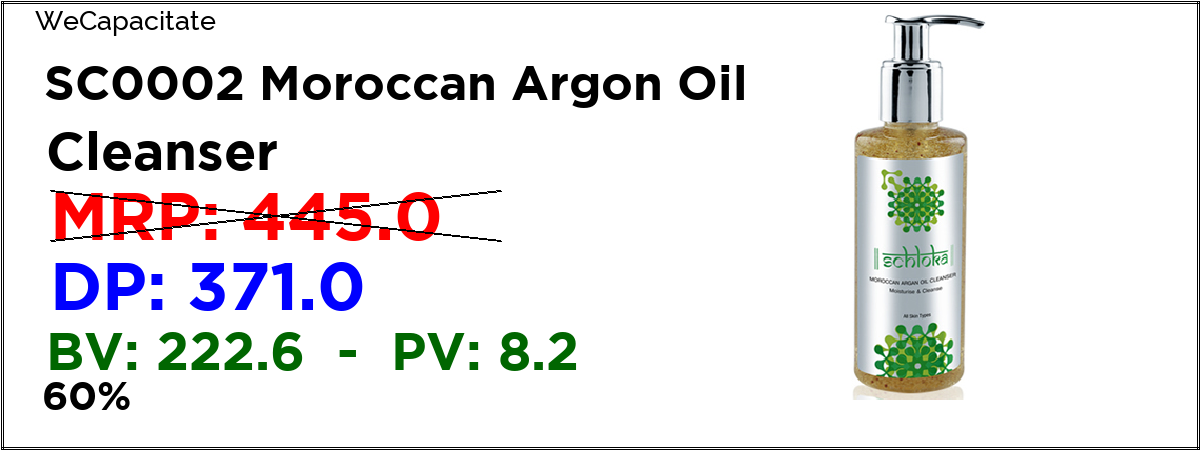 WeCapacitate
SC0002 Moroccan Argon Oil
Cleanser
MRP: 445.0
DP: 371.0
BV: 222.6 - PV: 8.2
60%
schloka
MOROCCAN ARGAN OIL CLEANSER
Moisturise & Cleanse
All Skin Types